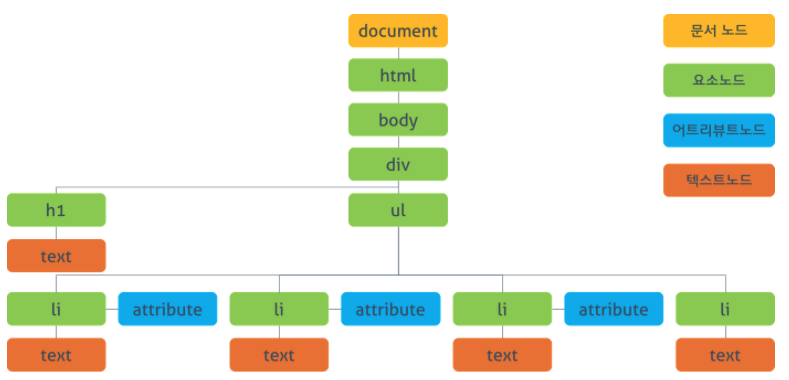 document
문서 노드
html
요소노드
body
어트리뷰트노드
div
텍스트노드
h1
ul
text
li
attribute
li
attribute
li
attribute
li
text
text
text
text